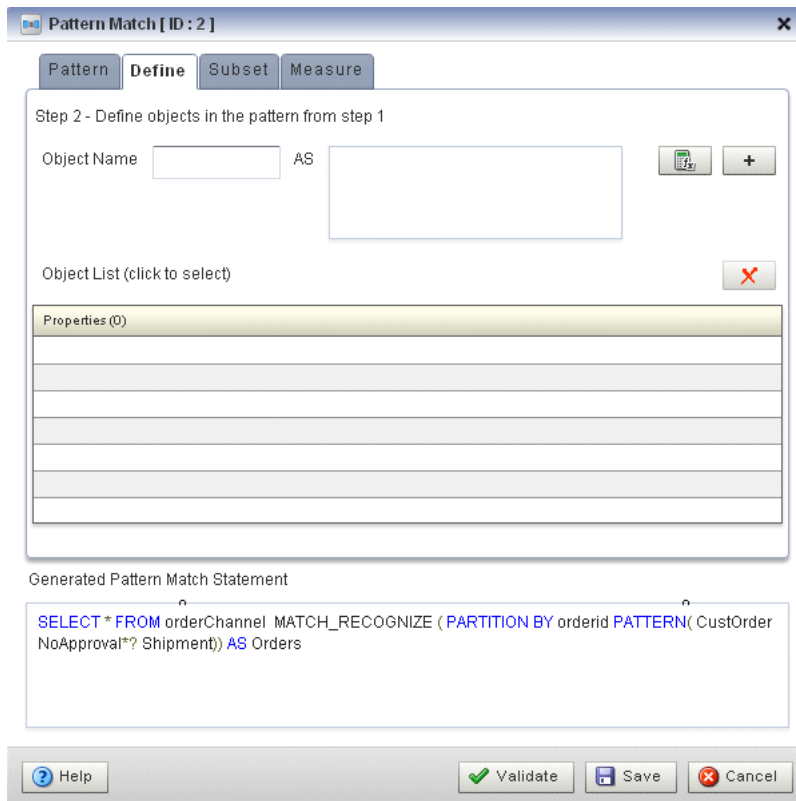 Pattern Match [ ID : 2 ]
Pattern Define Subset Measure
Step 2 - Define objects in the pattern from step 1
Object Name AS
+
Object List (click to select)
Properties (0)
Generated Pattern Match Statement
SELECT * FROM orderChannel MATCH_RECOGNIZE ( PARTITION BY orderid PATTERN( CustOrder
NoApproval*? Shipment)) AS Orders
Help Validate Save Cancel